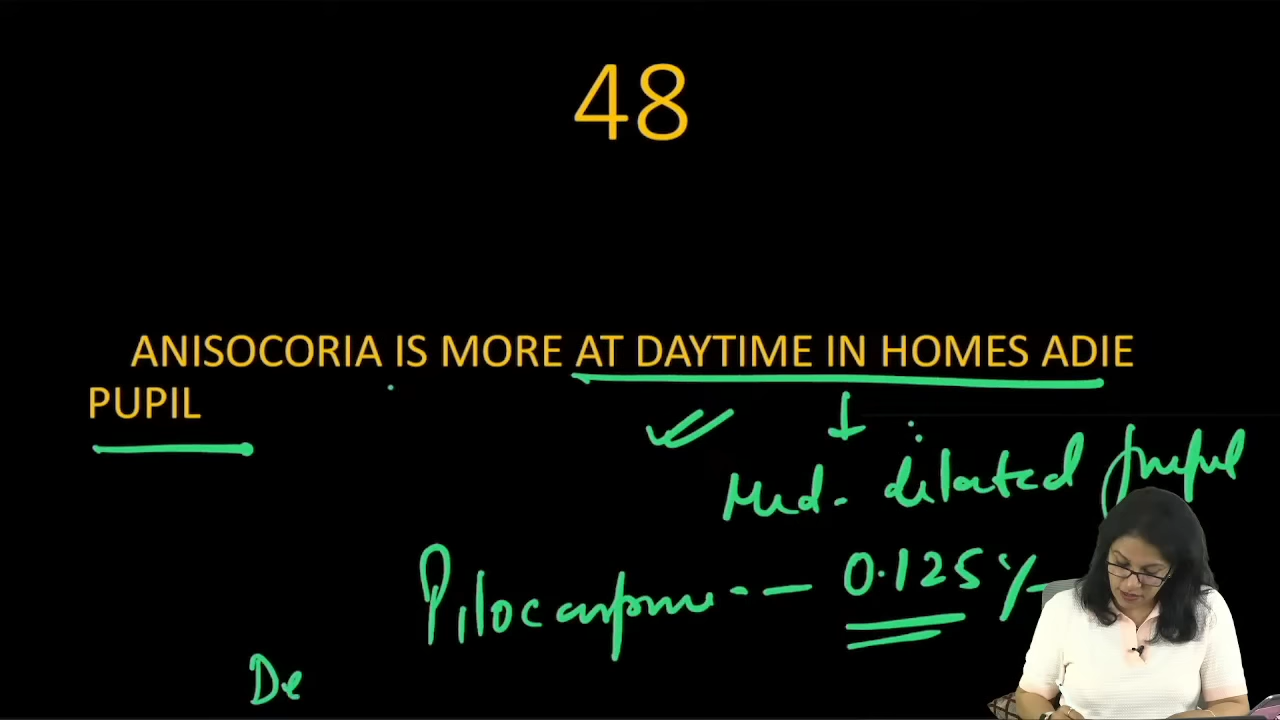 48
ANISOCORIA IS MORE AT DAYTIME IN HOMES ADIE
PUPIL
Mid. dilated pupil
Pilocarpine -- 0.125%
De